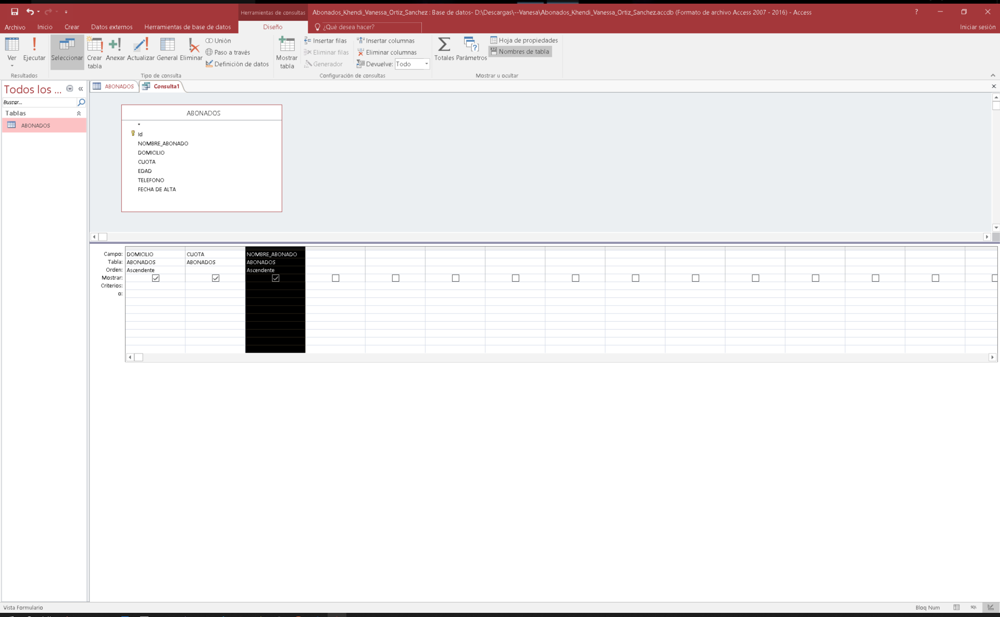 Herramientas de consultas
Abonados_Khendi_Vanessa_Ortiz_Sanchez : Base de datos- D:\Descargas\--Vanesa\Abonados_Khendi_Vanessa_Ortiz_Sanchez.accdb (Formato de archivo Access 2007 - 2016) - Access
?
Archivo Inicio Crear Datos externos Herramientas de base de datos Diseño ¿Qué desea hacer? Iniciar sesión
Ver
Ejecutar
Seleccionar
Crear tabla
Anexar
Actualizar
General
Eliminar
Unión
Paso a través
Definición de datos
Mostrar tabla
Insertar filas
Eliminar filas
Generador
Insertar columnas
Eliminar columnas
Devuelve: Todo
Totales
Parámetros
Hoja de propiedades
Nombres de tabla
Resultados
Tipo de consulta
Configuración de consultas
Mostrar u ocultar
Todos los ...
Buscar...
Tablas
ABONADOS
ABONADOS
Consulta1
ABONADOS
*
Id
NOMBRE_ABONADO
DOMICILIO
CUOTA
EDAD
TELEFONO
FECHA DE ALTA
Campo: DOMICILIO CUOTA NOMBRE_ABONADO
Tabla: ABONADOS ABONADOS ABONADOS
Orden: Ascendente Ascendente
Mostrar:
Criterios:
o:
Vista Formulario
Bloq Num
SQL